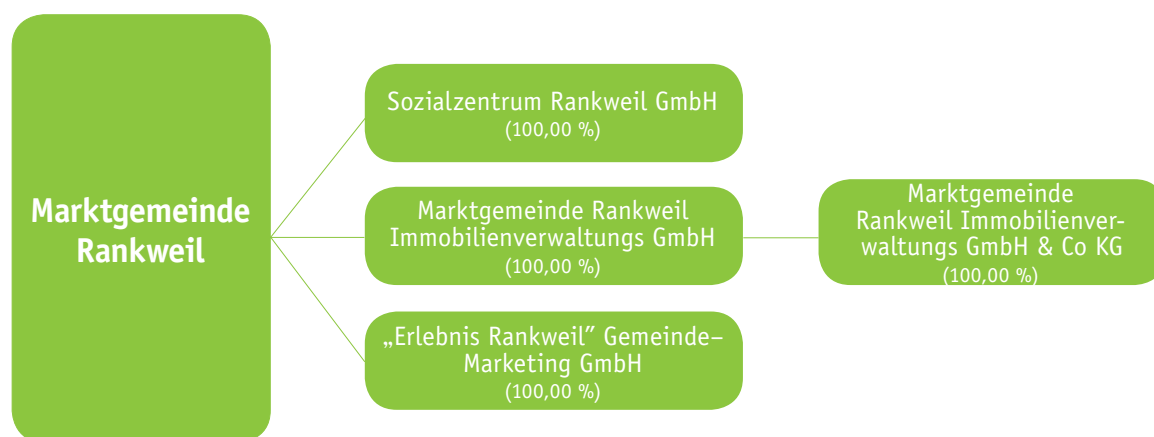 Marktgemeinde
Rankweil
Sozialzentrum Rankweil GmbH
(100,00 %)
Marktgemeinde Rankweil
Immobilienverwaltungs GmbH
(100,00 %)
„Erlebnis Rankweil” Gemeinde–
Marketing GmbH
(100,00 %)
Marktgemeinde
Rankweil Immobilienver-
waltungs GmbH & Co KG
(100,00 %)